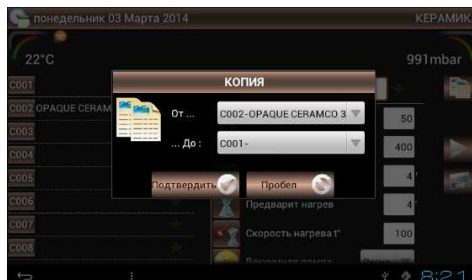 понедельник 03 Марта 2014 КЕРАМИК
22°C 991mbar
КОПИЯ
C001
C002 OPAQUE CERAM
От ... C002-OPAQUE CERAMCO 3
50
C003
... До : C001-
C004
400
C005
Подтвердить Пробел
4
C006
Предварит нагрев 4
C007
Скорость нагрева t° 100
C008
8:21